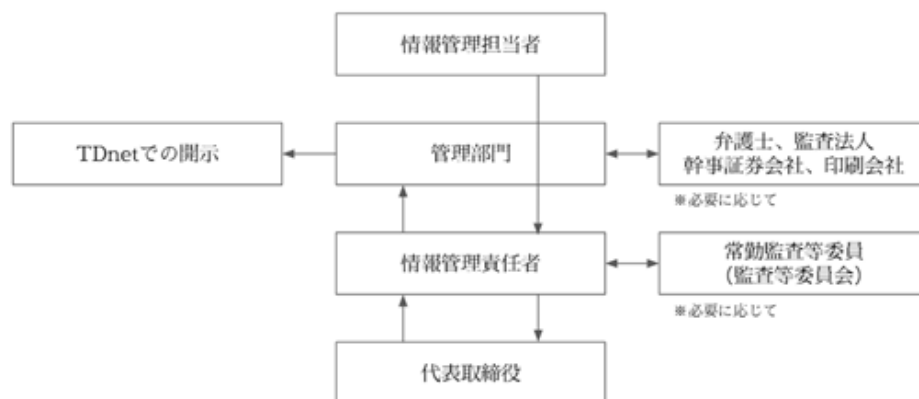 情報管理担当者
TDnetでの開示
管理部門
弁護士、監査法人
幹事証券会社、印刷会社
※必要に応じて
情報管理責任者
常勤監査等委員
（監査等委員会）
※必要に応じて
代表取締役